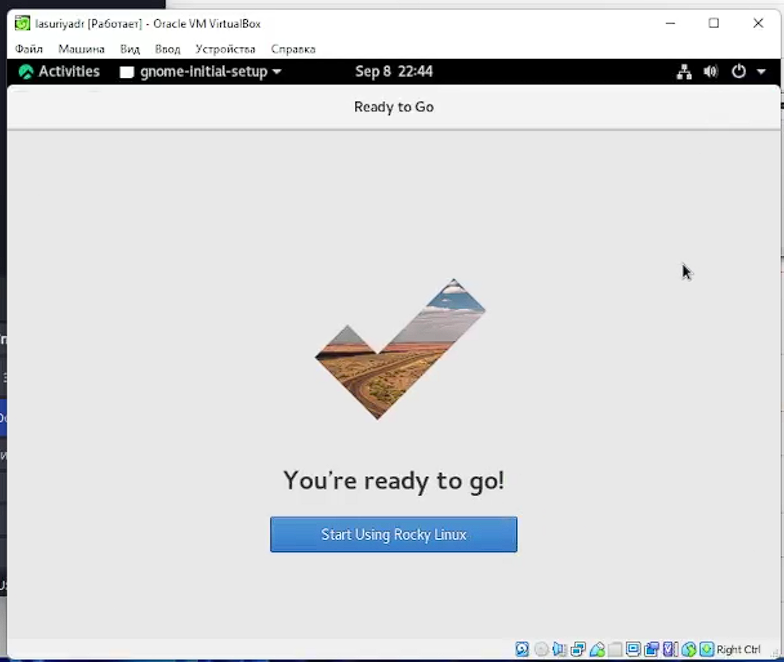 lasuriyadr [Работает] - Oracle VM VirtualBox
Файл Машина Вид Ввод Устройства Справка
Activities gnome-initial-setup Sep 8 22:44
Ready to Go
You're ready to go!
Start Using Rocky Linux
Right Ctrl